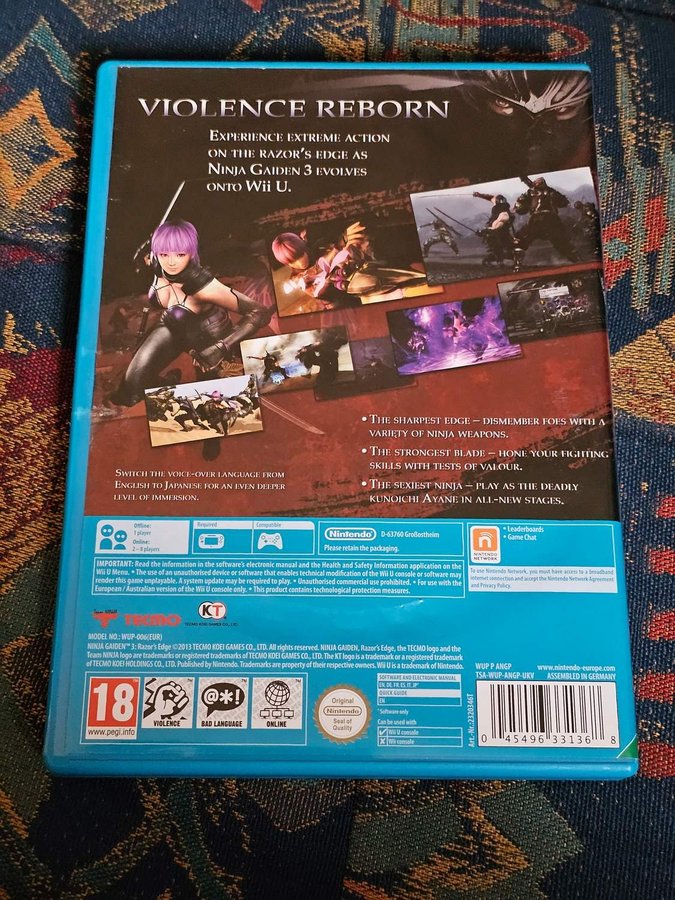 VIOLENCE REBORN
EXPERIENCE EXTREME ACTION
ON THE RAZOR'S EDGE AS
NINJA GAIDEN 3 EVOLVES
ONTO Wii U.
• THE SHARPEST EDGE – DISMEMBER FOES WITH A
VARIETY OF NINJA WEAPONS.
• THE STRONGEST BLADE – HONE YOUR FIGHTING
SKILLS WITH TESTS OF VALOUR.
• THE SEXIEST NINJA – PLAY AS THE DEADLY
KUNOICHI AYANE IN ALL-NEW STAGES.
SWITCH THE VOICE-OVER LANGUAGE FROM
ENGLISH TO JAPANESE FOR AN EVEN DEEPER
LEVEL OF IMMERSION.
Offline:
1 player
Online:
2 – 8 players
Required
Compatible
Nintendo
D-63760 Großostheim
Please retain the packaging.
NINTENDO
NETWORK
• Leaderboards
• Game Chat
IMPORTANT: Read the information in the software's electronic manual and the Health and Safety Information application on the
Wii U Menu. • The use of an unauthorised device or software that enables technical modification of the Wii U console or software may
render this game unplayable. A system update may be required to play. • Unauthorised commercial use prohibited. • For use with the
European / Australian version of the Wii U console only. • This product contains technological protection measures.
To use Nintendo Network services, you must have access to a broadband
internet connection and accept the Nintendo Network Agreement
and Privacy Policy.
Team NINJA
TECMO
KT
TECMO KOEI GAMES CO., LTD.
MODEL NO.: WUP-006(EUR)
NINJA GAIDEN™ 3: Razor's Edge ©2013 TECMO KOEI GAMES CO., LTD. All rights reserved. NINJA GAIDEN, Razor's Edge, the TECMO logo and the
Team NINJA logo are trademarks or registered trademarks of TECMO KOEI GAMES CO., LTD. The KT logo is a trademark or a registered trademark
of TECMO KOEI HOLDINGS CO., LTD. Published by Nintendo. Trademarks are property of their respective owners. Wii U is a trademark of Nintendo.
18
www.pegi.info
VIOLENCE
@*!
BAD LANGUAGE
ONLINE
Original
Nintendo
Seal of
Quality
SOFTWARE AND ELECTRONIC MANUAL
EN, DE, FR, ES, IT, JP*
QUICK GUIDE
EN
*Software only
Can be used with
Wii U console
Wii console
Art.-Nr.: 2320346T
WUP P ANGP
TSA-WUP-ANGP-UKV
www.nintendo-europe.com
ASSEMBLED IN GERMANY
0 45496 33136 8